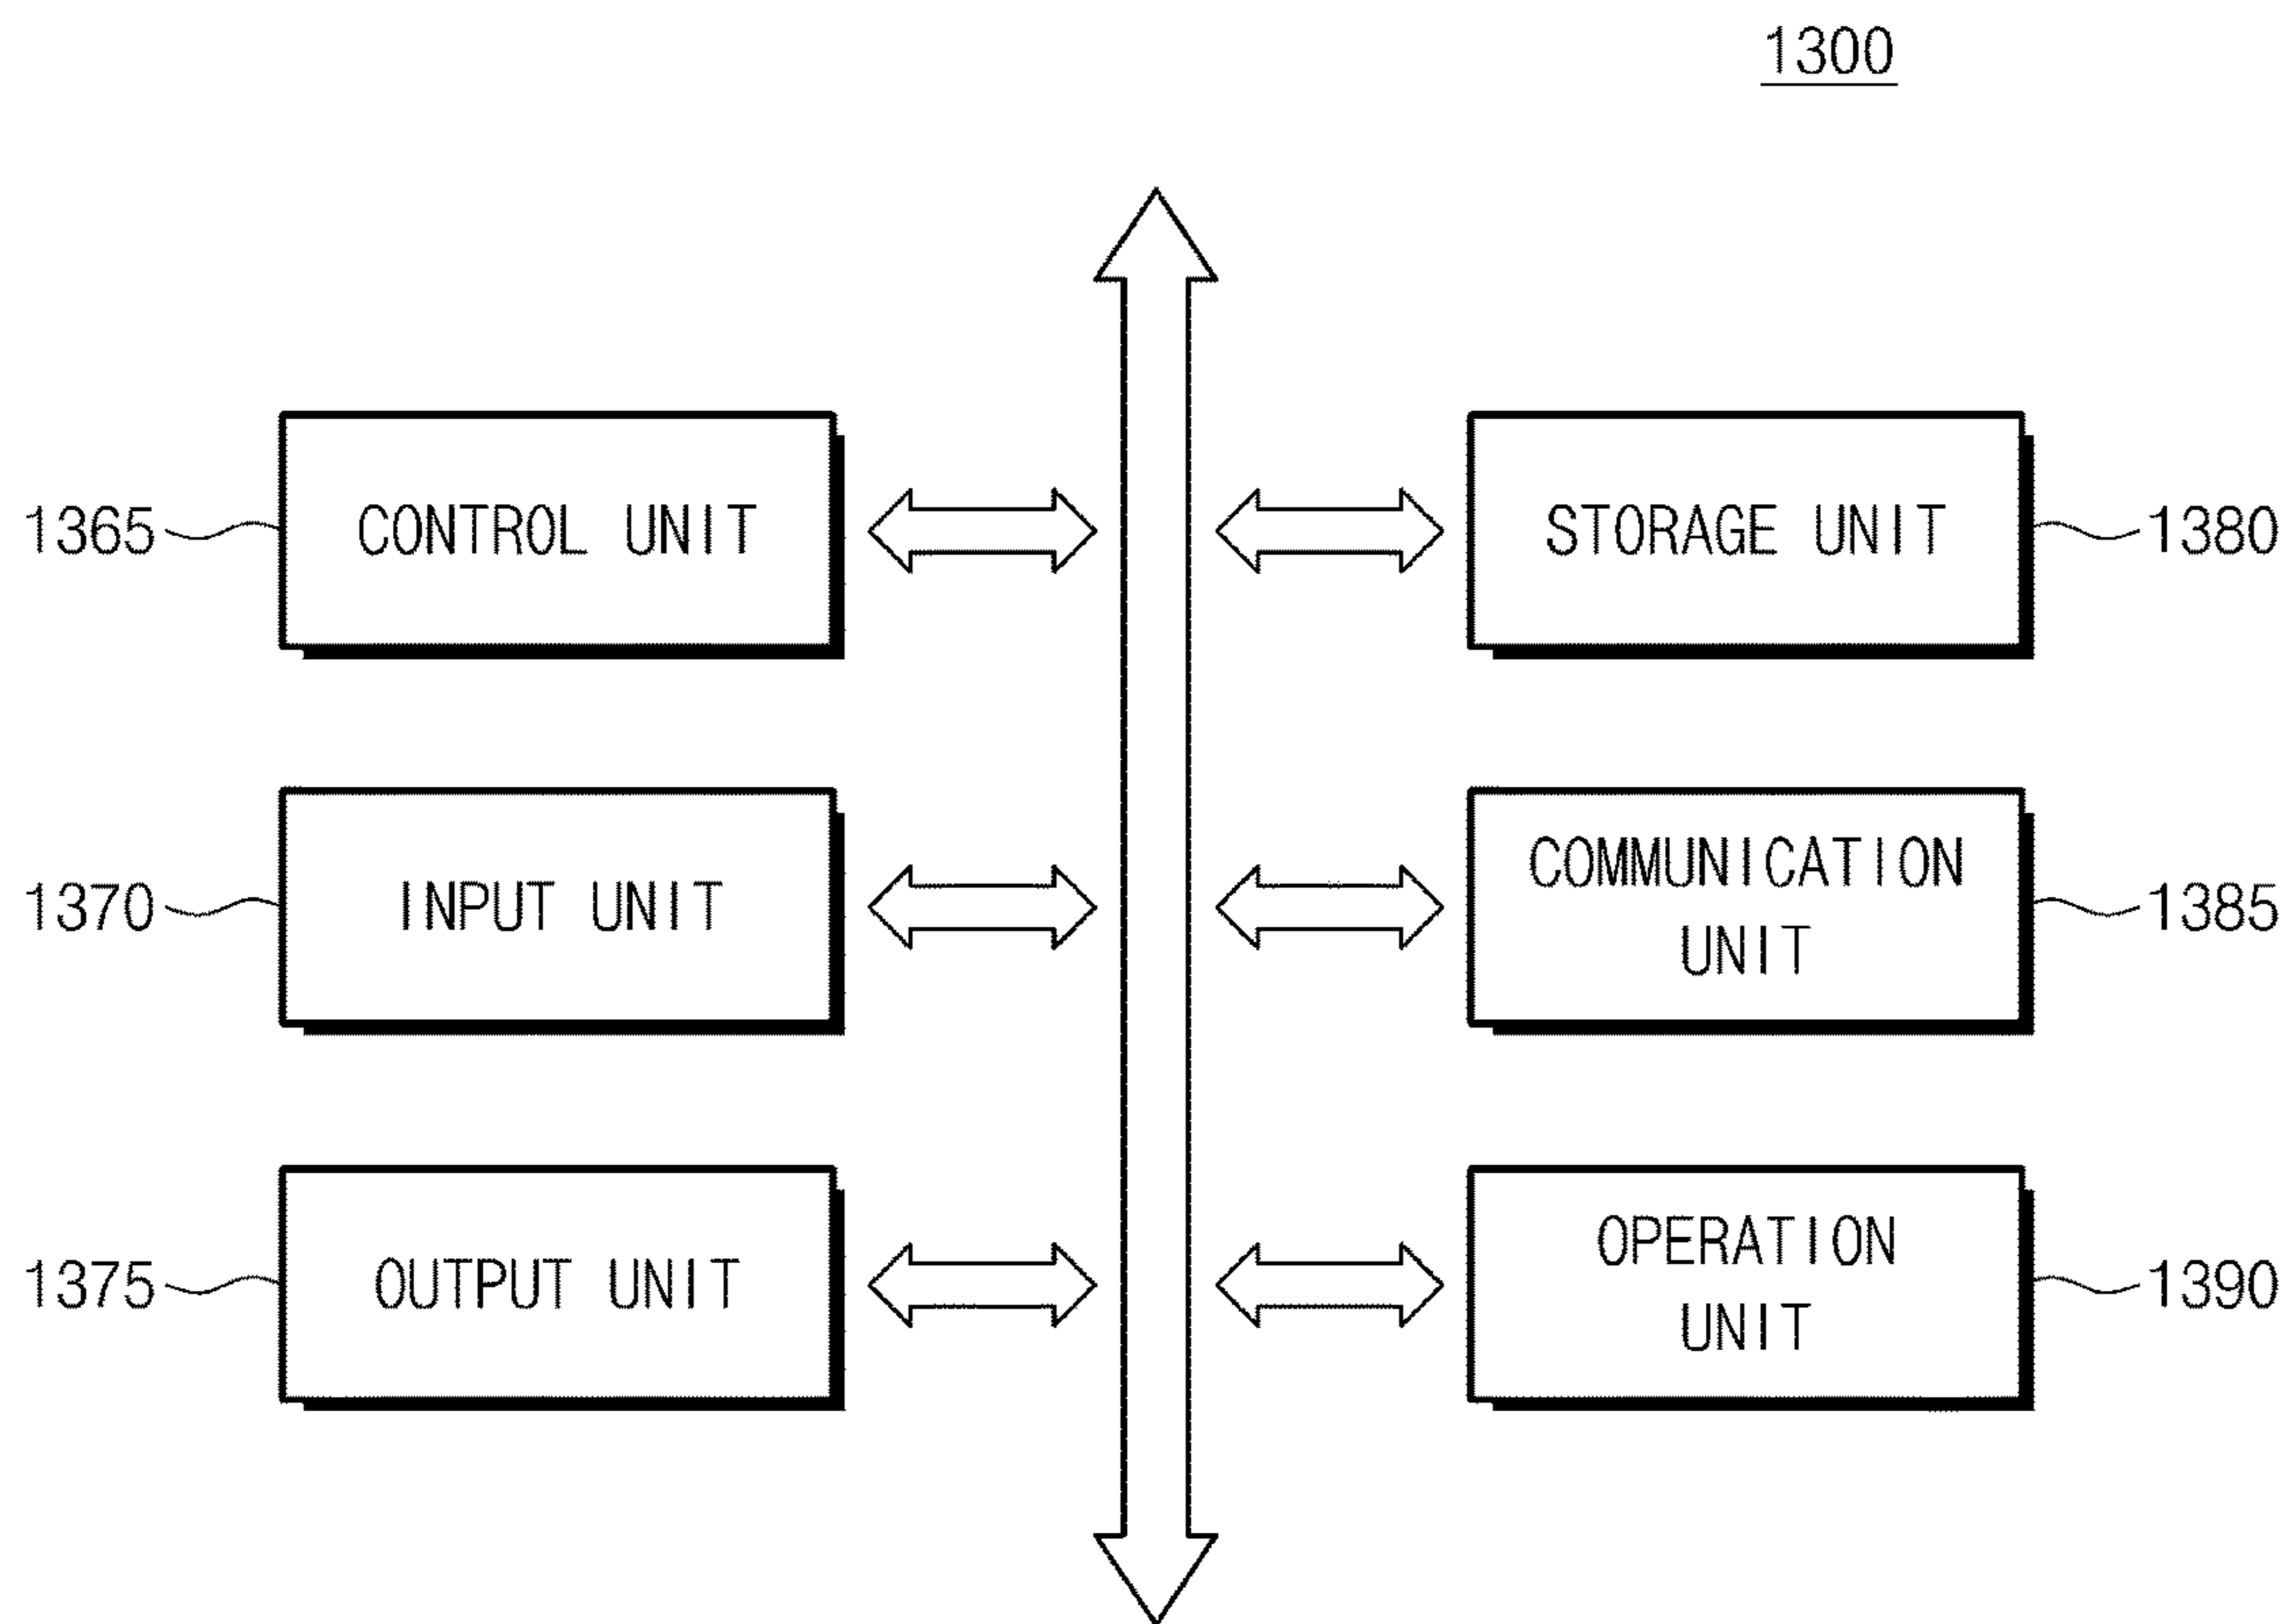 1300
1365
CONTROL UNIT
STORAGE UNIT
1380
1370
INPUT UNIT
COMMUNICATION
UNIT
1385
1375
OUTPUT UNIT
OPERATION
UNIT
1390